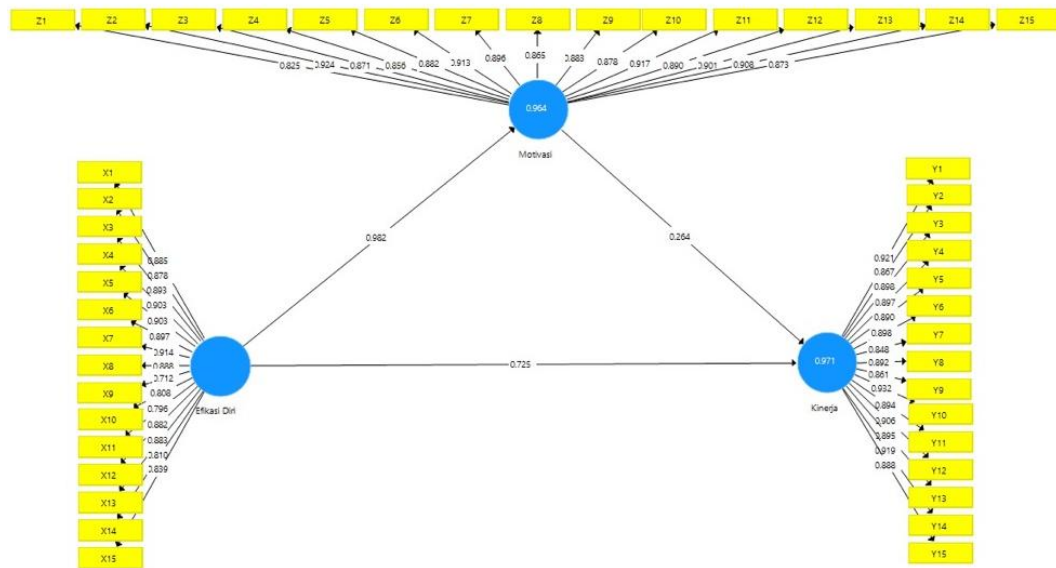 Z1 Z2 Z3 Z4 Z5 Z6 Z7 Z8 Z9 Z10 Z11 Z12 Z13 Z14 Z15
0.825 0.924 0.871 0.856 0.882 0.913 0.896 0.865 0.883 0.878 0.917 0.890 0.901 0.908 0.873
0.964
Motivasi
X1
X2
X3
X4
X5
X6
X7
X8
X9
X10
X11
X12
X13
X14
X15
0.885
0.878
0.893
0.903
0.903
0.897
0.914
0.888
0.712
0.808
0.796
0.882
0.883
0.810
0.839
Efikasi Diri
0.982
0.264
0.725
0.971
Kinerja
0.921
0.867
0.898
0.897
0.890
0.898
0.848
0.892
0.861
0.932
0.894
0.906
0.895
0.919
0.888
Y1
Y2
Y3
Y4
Y5
Y6
Y7
Y8
Y9
Y10
Y11
Y12
Y13
Y14
Y15